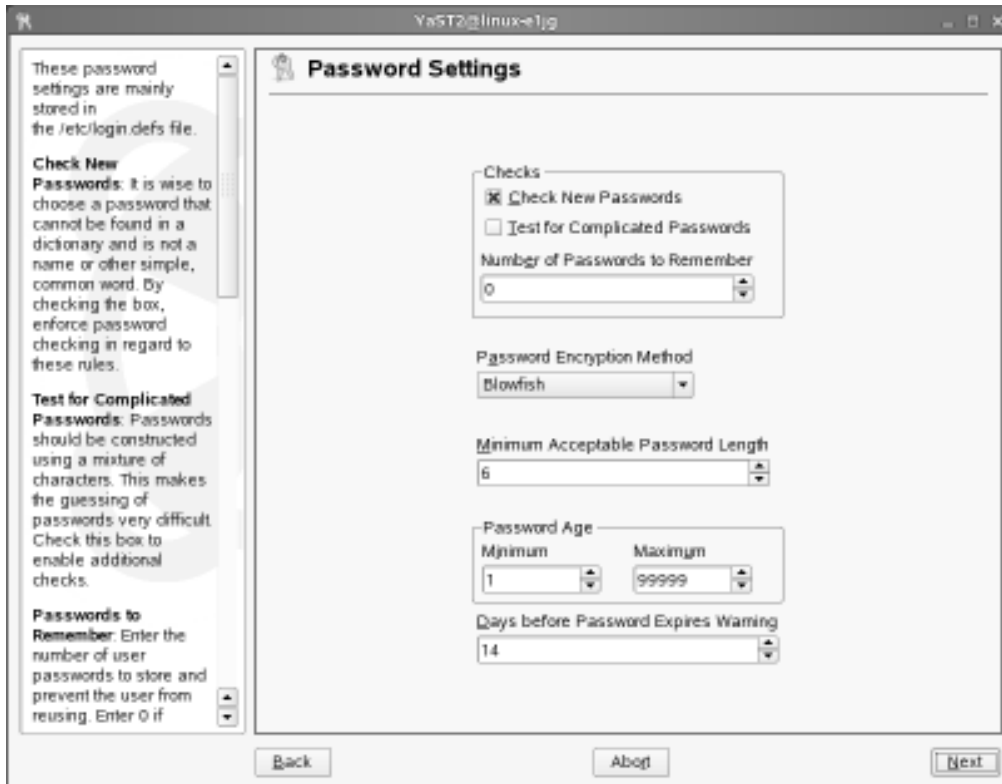 YaST2@linux-e1jg
These password
settings are mainly
stored in
the /etc/login.defs file.
Check New
Passwords: It is wise to
choose a password that
cannot be found in a
dictionary and is not a
name or other simple,
common word. By
checking the box,
enforce password
checking in regard to
these rules.
Test for Complicated
Passwords: Passwords
should be constructed
using a mixture of
characters. This makes
the guessing of
passwords very difficult.
Check this box to
enable additional
checks.
Passwords to
Remember: Enter the
number of user
passwords to store and
prevent the user from
reusing. Enter 0 if
Password Settings
Checks
Check New Passwords
Test for Complicated Passwords
Number of Passwords to Remember
0
Password Encryption Method
Blowfish
Minimum Acceptable Password Length
6
Password Age
Minimum
Maximum
1
99999
Days before Password Expires Warning
14
Back
Abort
Next